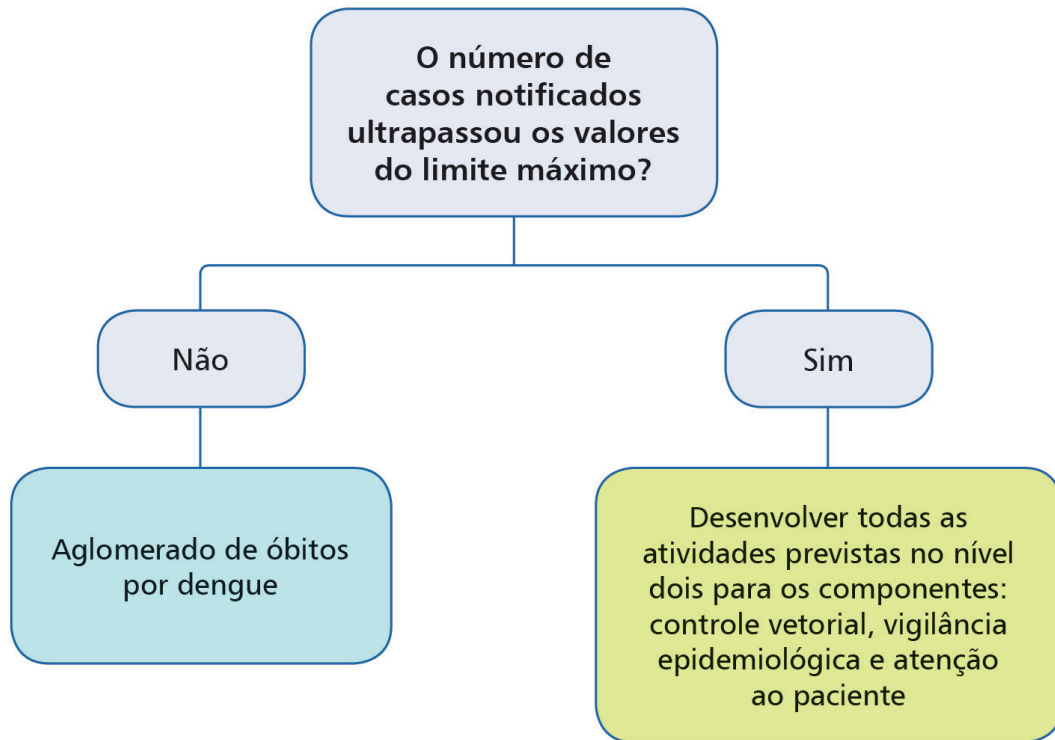 O número de
casos notificados
ultrapassou os valores
do limite máximo?
Não
Sim
Aglomerado de óbitos
por dengue
Desenvolver todas as
atividades previstas no nível
dois para os componentes:
controle vetorial, vigilância
epidemiológica e atenção
ao paciente